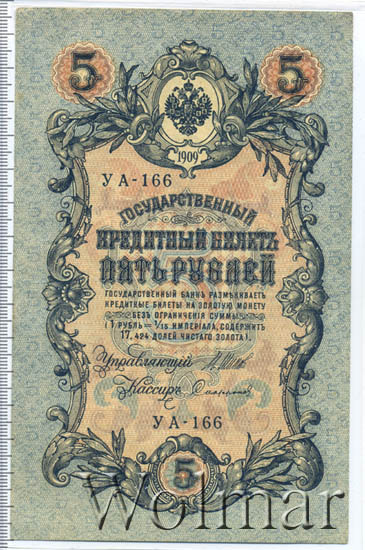 5 5
1909
УА-166
ГОСУДАРСТВЕННЫЙ
КРЕДИТНЫЙ БИЛЕТЪ
ПЯТЬ РУБЛЕЙ
ГОСУДАРСТВЕННЫЙ БАНКЪ РАЗМѢНИВАЕТЪ
КРЕДИТНЫЕ БИЛЕТЫ НА ЗОЛОТУЮ МОНЕТУ
БЕЗЪ ОГРАНИЧЕНІЯ СУММЫ
(1 РУБЛЬ = 1/15 ИМПЕРІАЛА, СОДЕРЖИТЪ
17,424 ДОЛЕЙ ЧИСТАГО ЗОЛОТА).
Управляющій
Кассиръ
УА-166
5
Wolmar